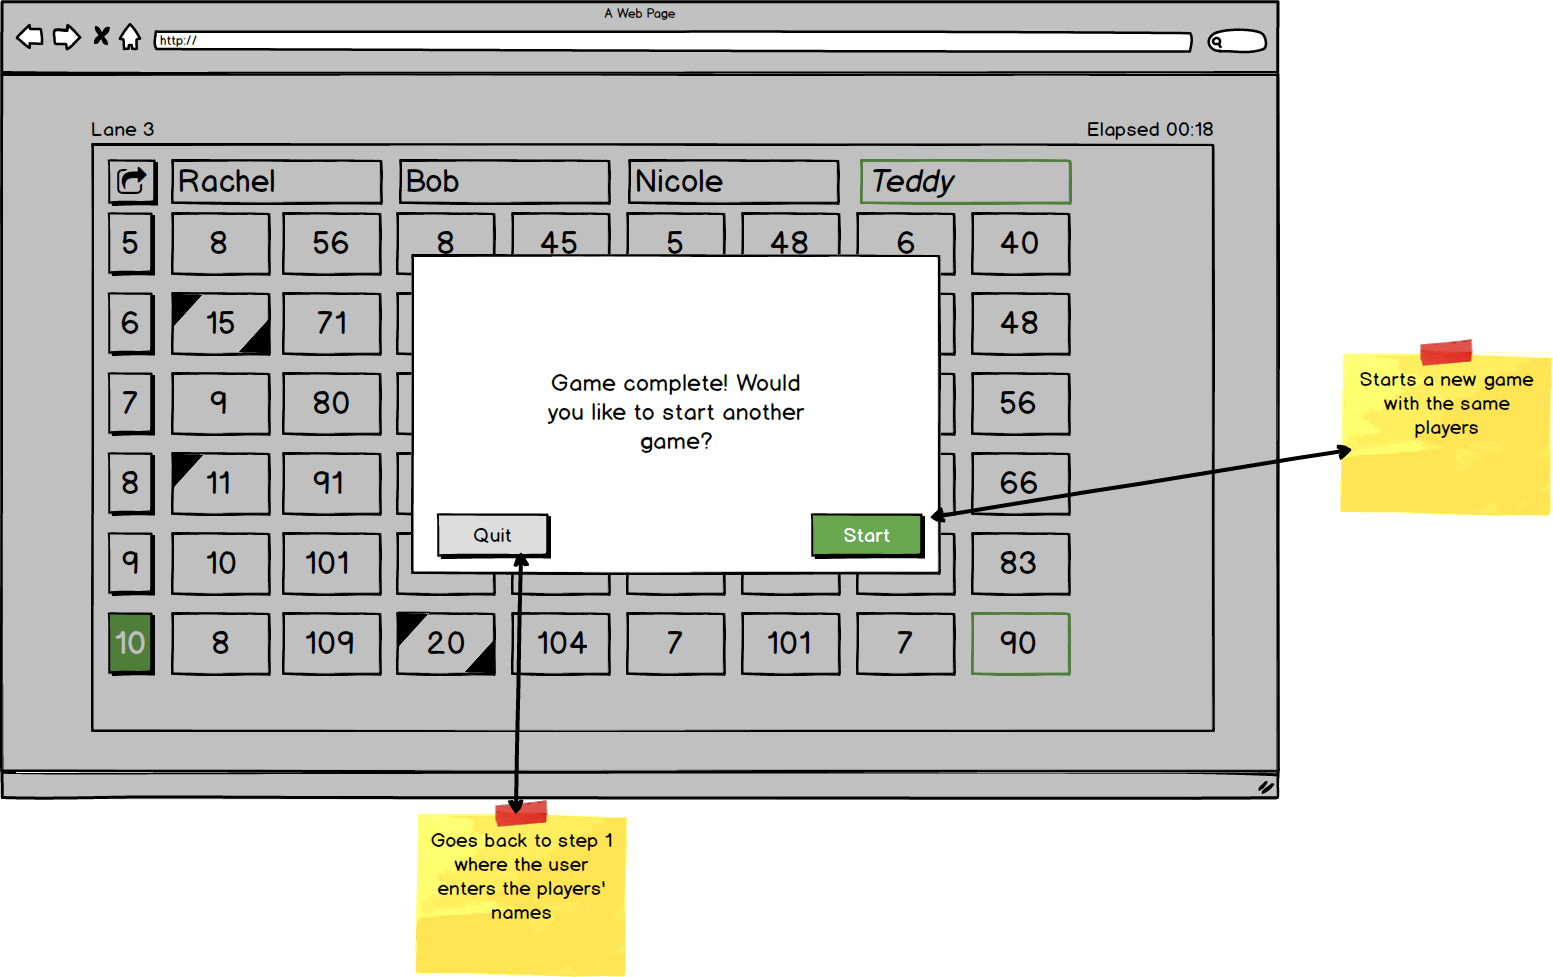 A Web Page
http://
Lane 3 Elapsed 00:18
Rachel Bob Nicole Teddy
5 8 56 8 45 5 48 6 40
6 15 71 48
7 9 80 56
8 11 91 66
9 10 101 83
10 8 109 20 104 7 101 7 90
Game complete! Would
you like to start another
game?
Quit Start
Starts a new game
with the same
players
Goes back to step 1
where the user
enters the players'
names